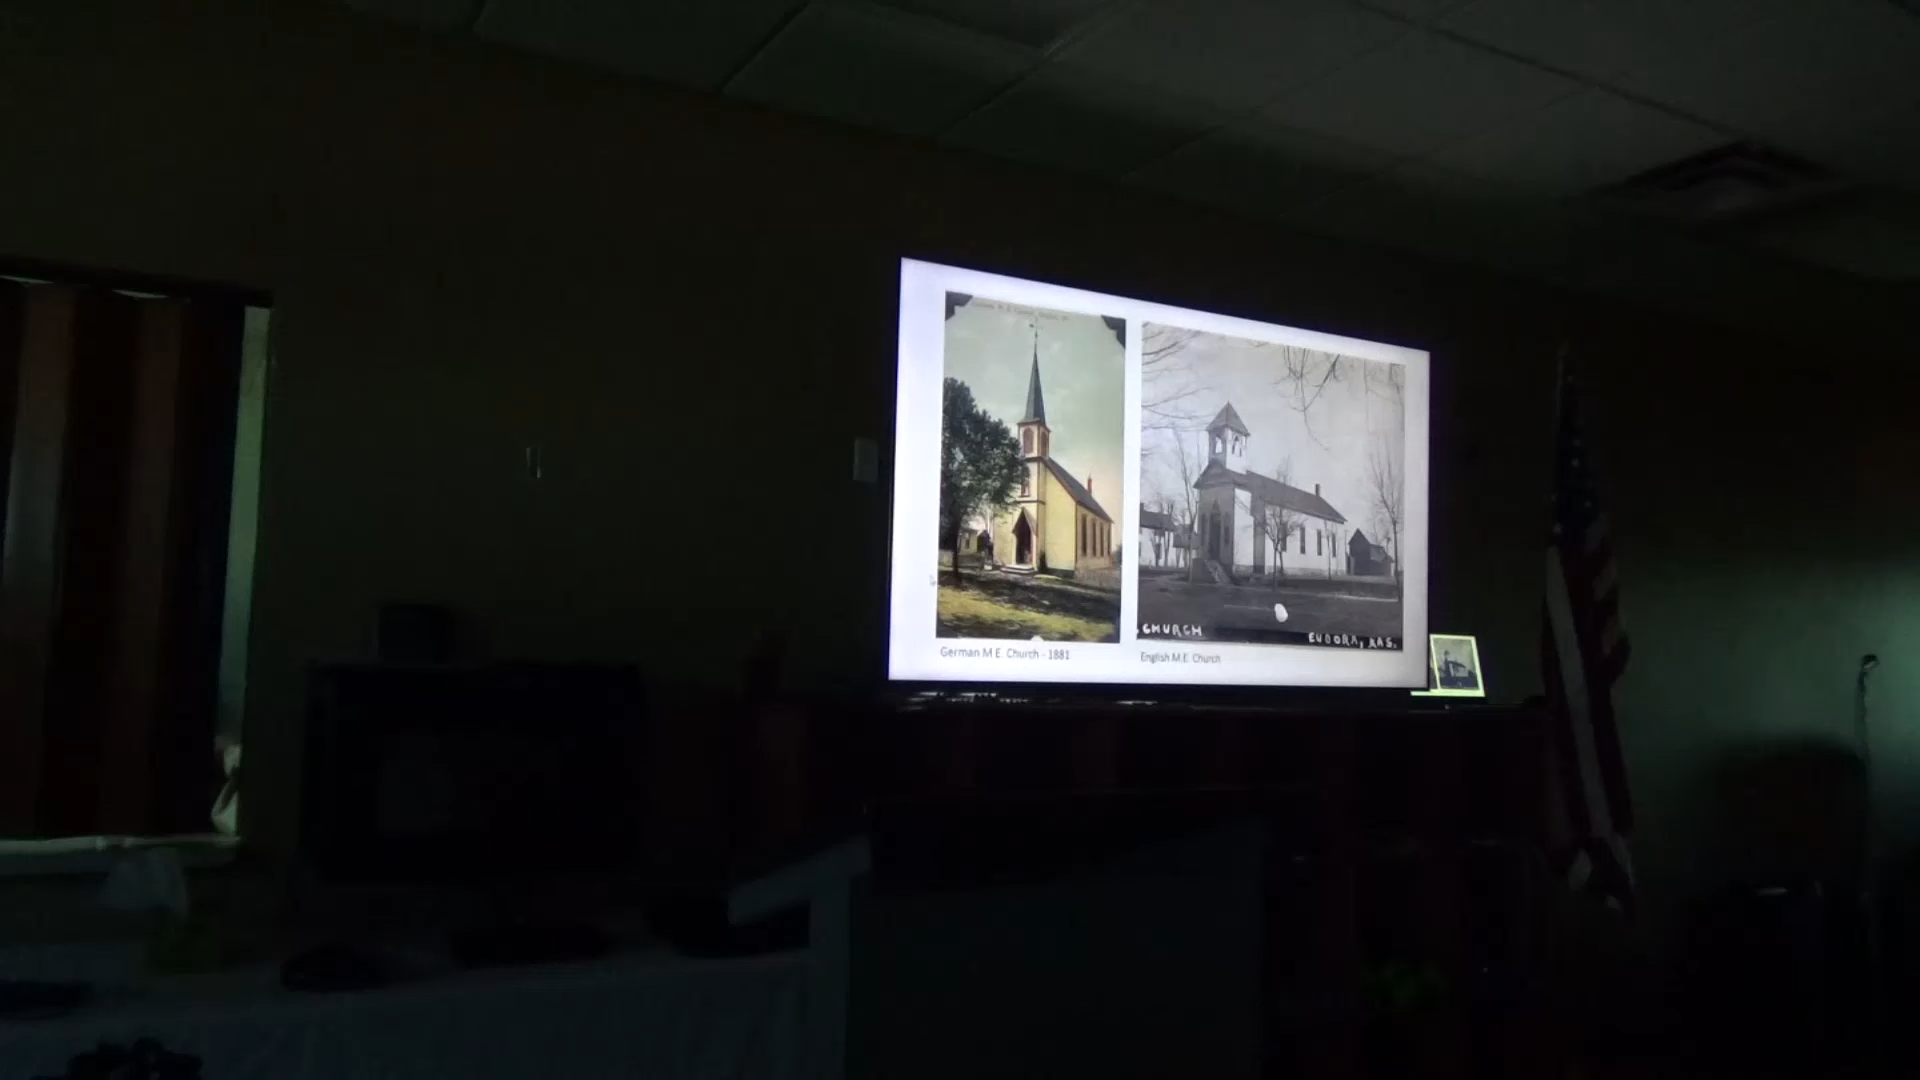 CHURCH
EUDORA, KAS.
German M.E. Church - 1881
English M.E. Church